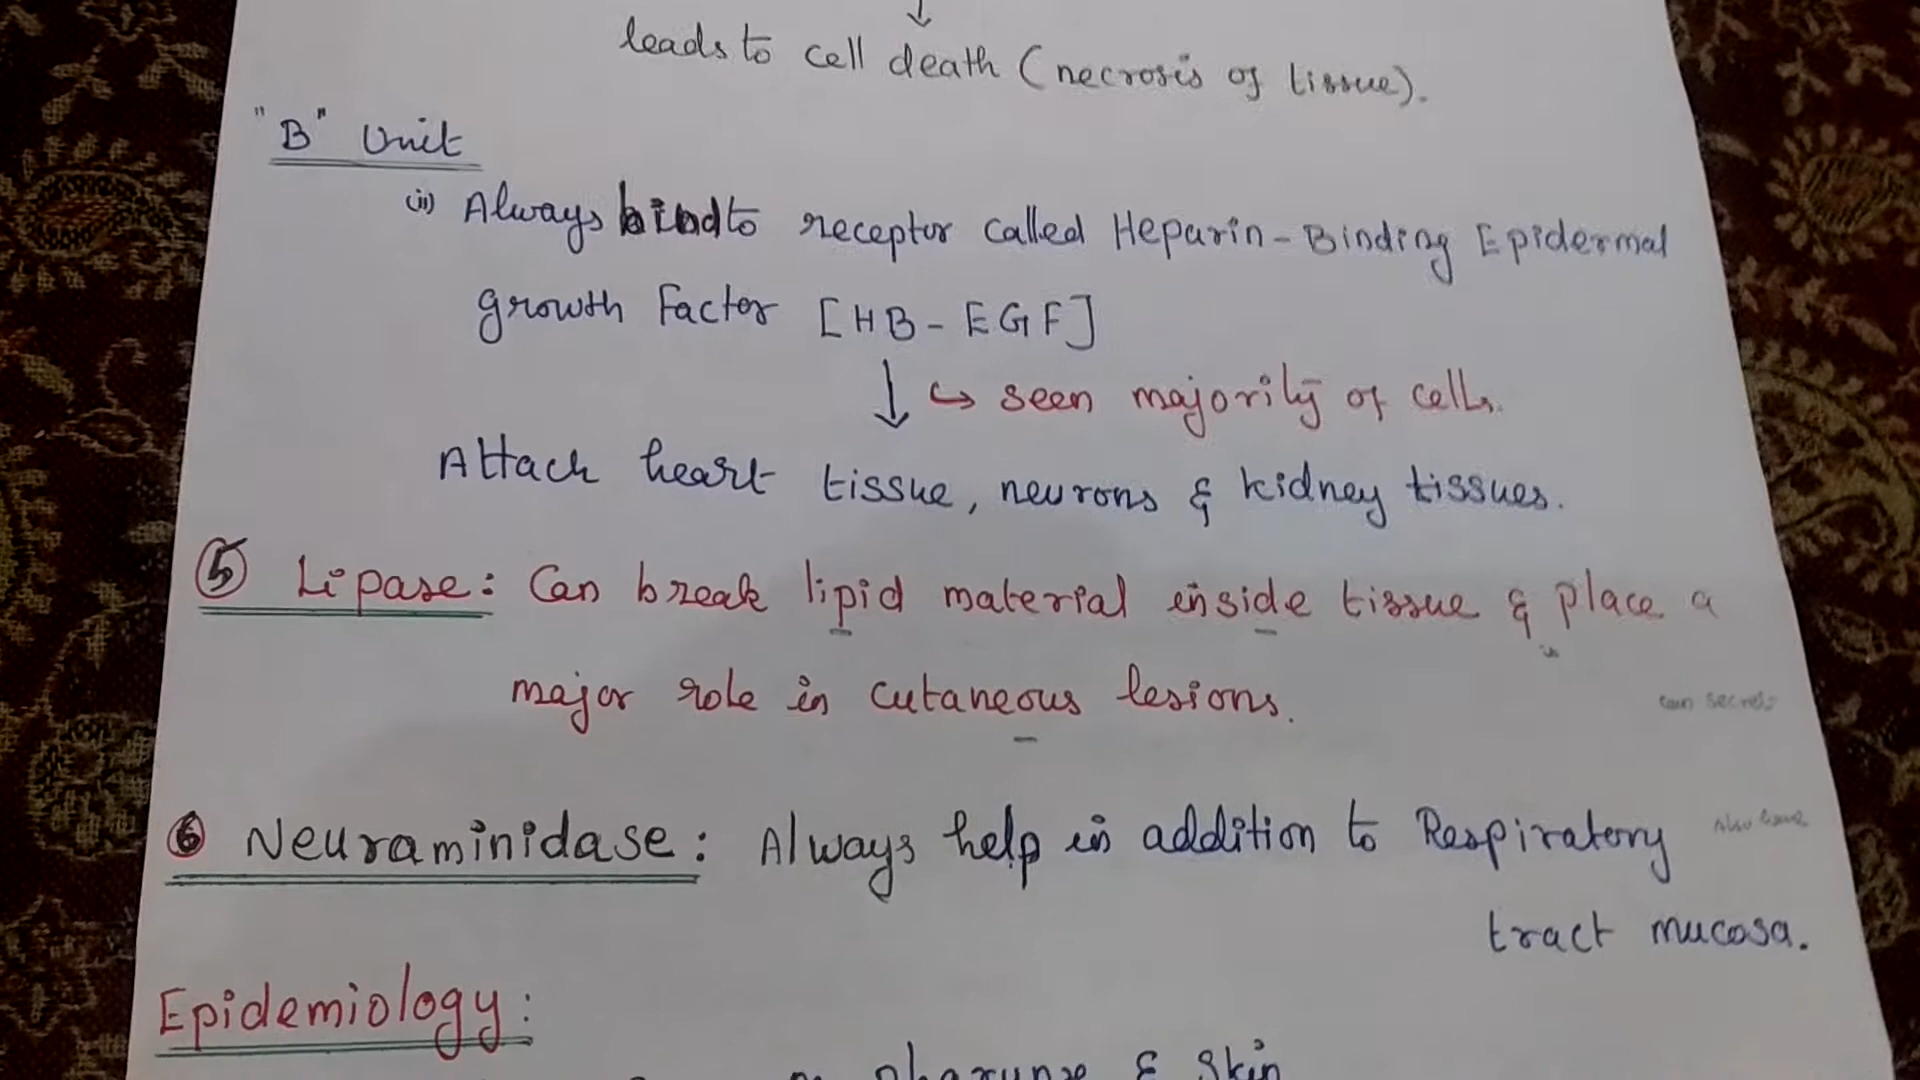 leads to cell death (necrosis of tissue).
"B" Unit
(ii) Always bind to receptor called Heparin-Binding Epidermal
growth Factor [HB-EGF]
↓ ↪ seen majority of cells.
Attach heart tissue, neurons & kidney tissues.
5 Lipase: Can break lipid material inside tissue & place a
major role in cutaneous lesions.
can secrete
6 Neuraminidase: Always help in addition to Respiratory
Also
tract mucosa.
Epidemiology:
& Skin